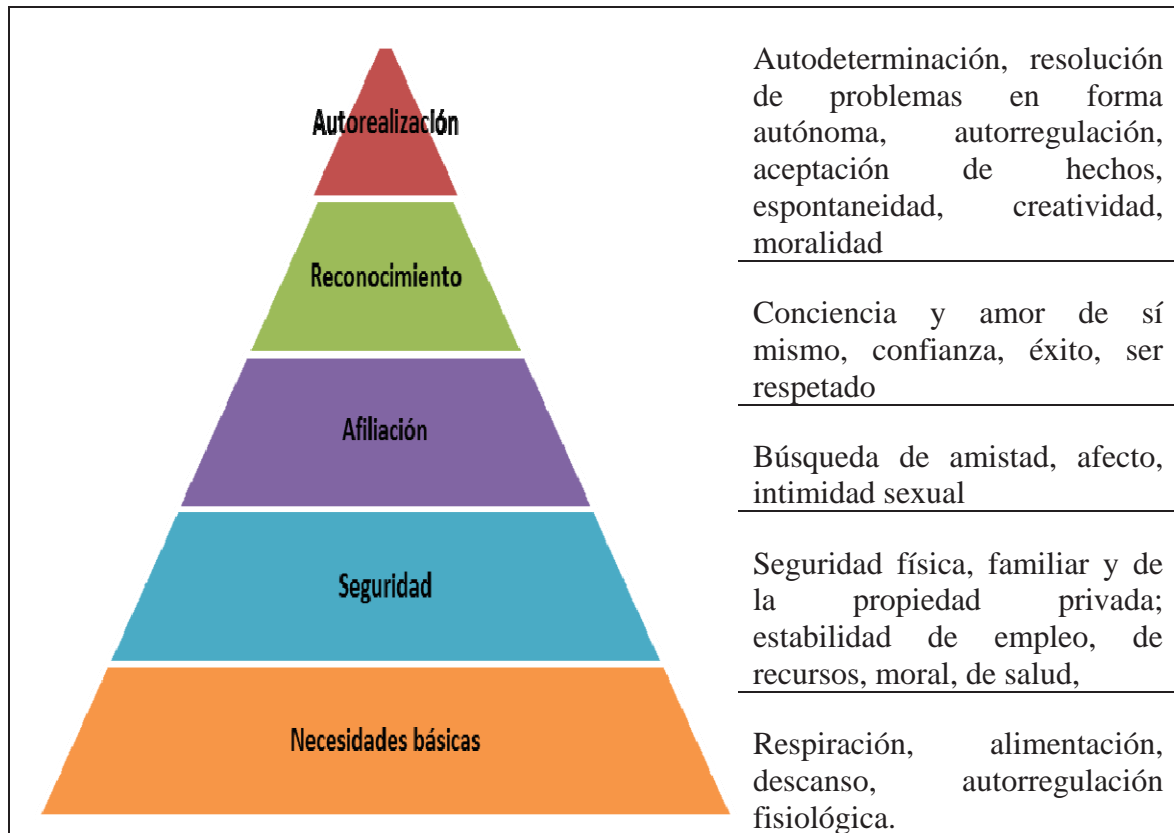 Autorealización
Autodeterminación, resolución
de problemas en forma
autónoma, autorregulación,
aceptación de hechos,
espontaneidad, creatividad,
moralidad
Reconocimiento
Conciencia y amor de sí
mismo, confianza, éxito, ser
respetado
Afiliación
Búsqueda de amistad, afecto,
intimidad sexual
Seguridad
Seguridad física, familiar y de
la propiedad privada;
estabilidad de empleo, de
recursos, moral, de salud,
Necesidades básicas
Respiración, alimentación,
descanso, autorregulación
fisiológica.